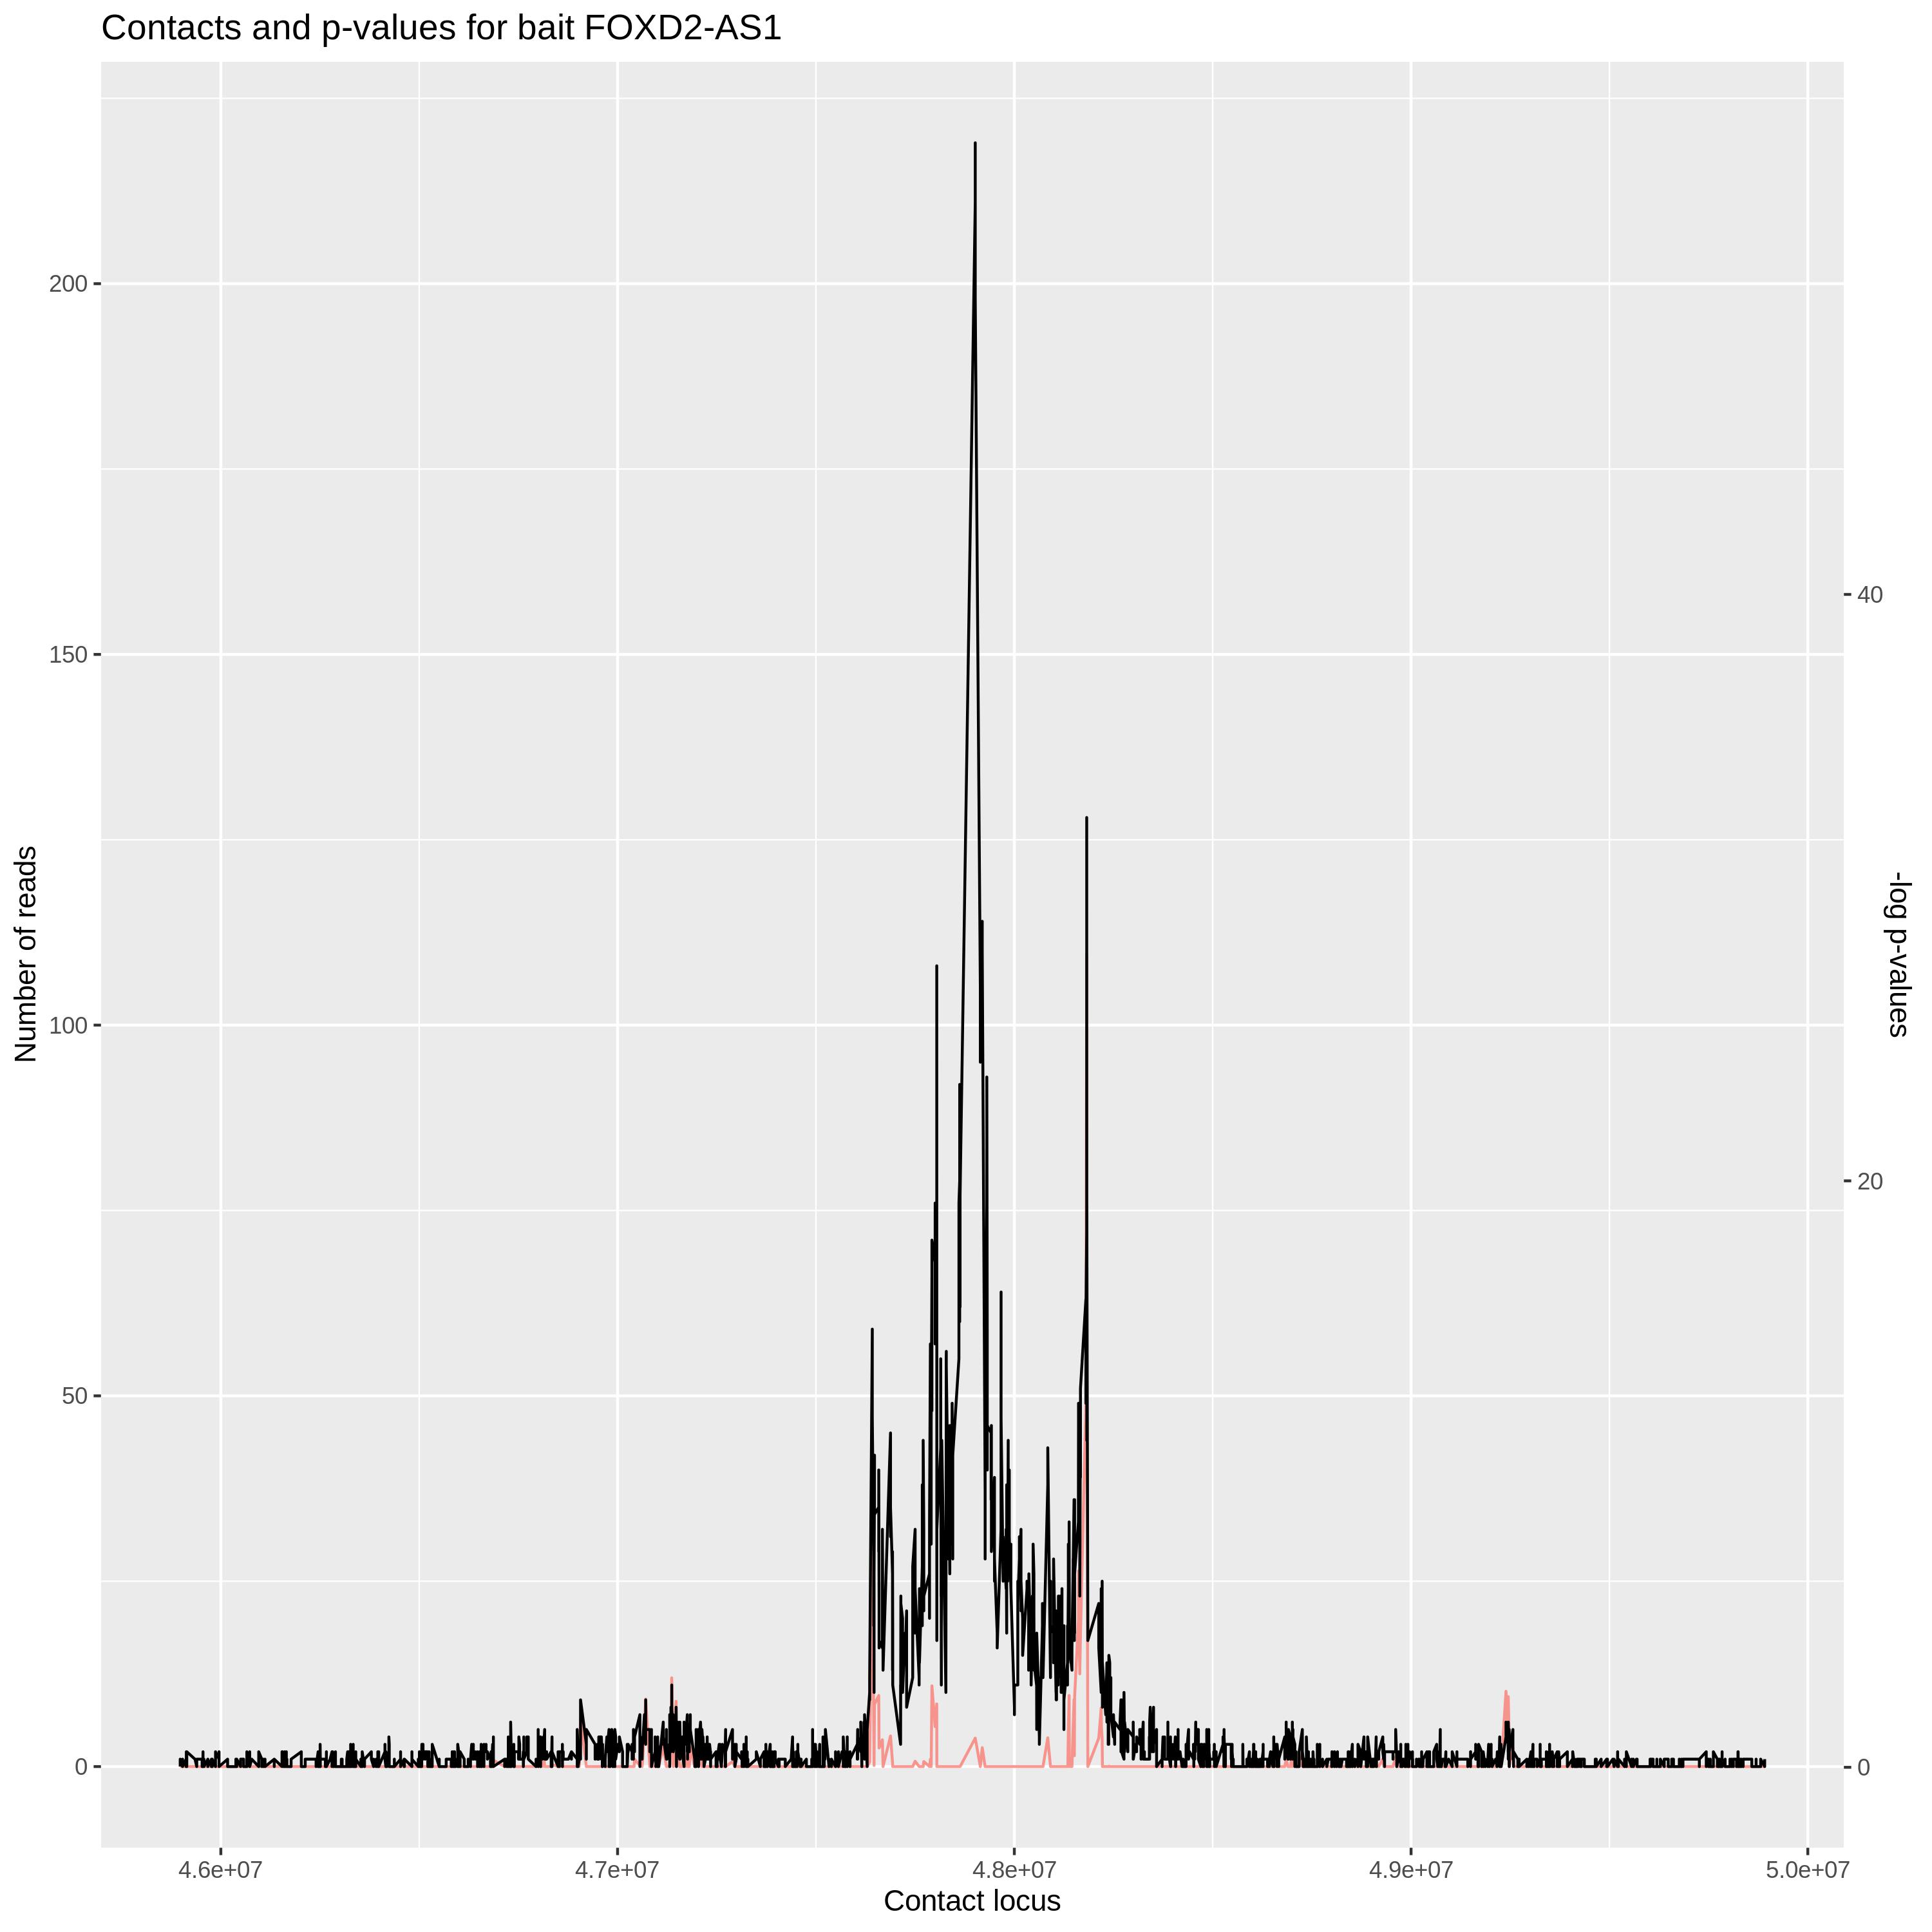 Contacts and p-values for bait FOXD2-AS1
Number of reads
200
150
100
50
0
40
20
0
-log p-values
4.6e+07
4.7e+07
4.8e+07
4.9e+07
5.0e+07
Contact locus